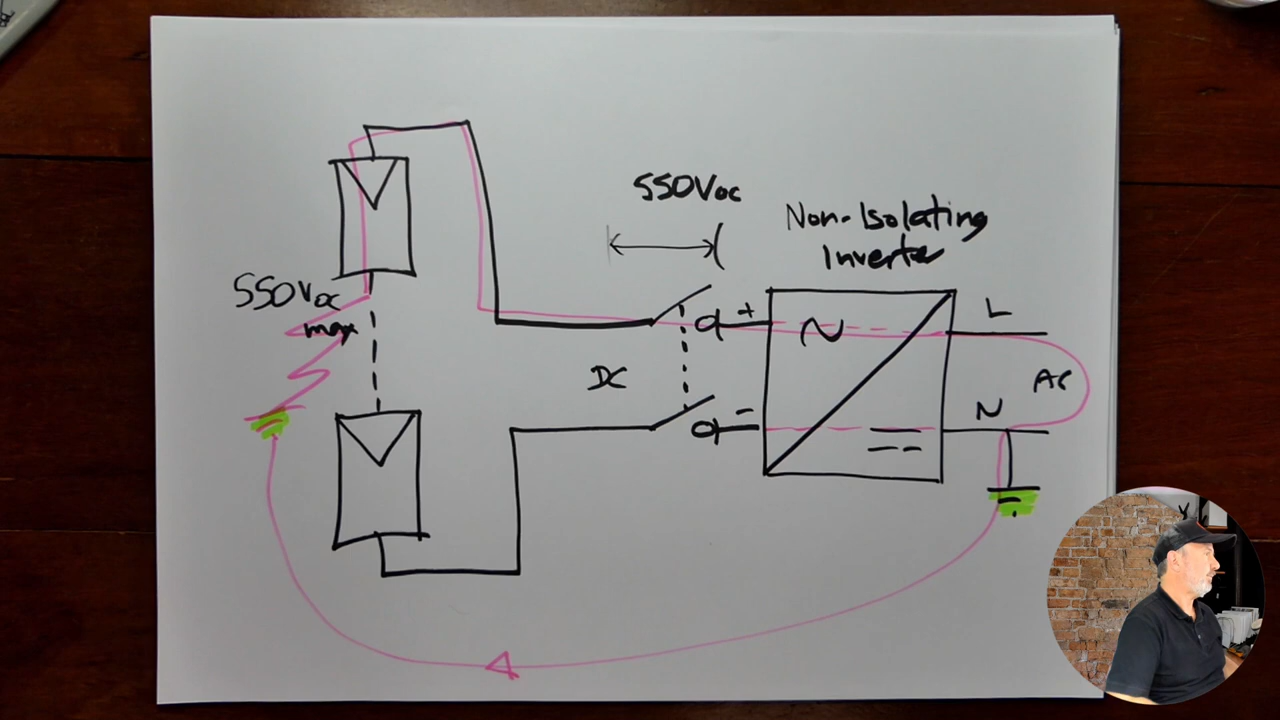 550Voc
Non-Isolating
Inverter
550Voc
max
+
L
DC
AC
-
N